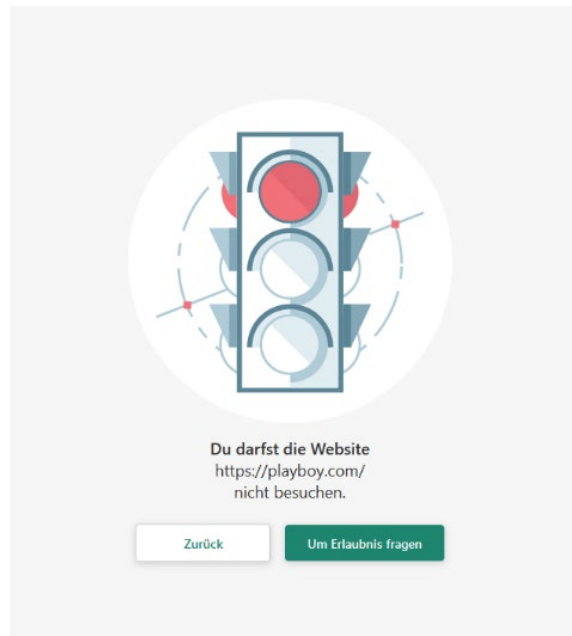 Du darfst die Website
https://playboy.com/
nicht besuchen.
Zurück
Um Erlaubnis fragen